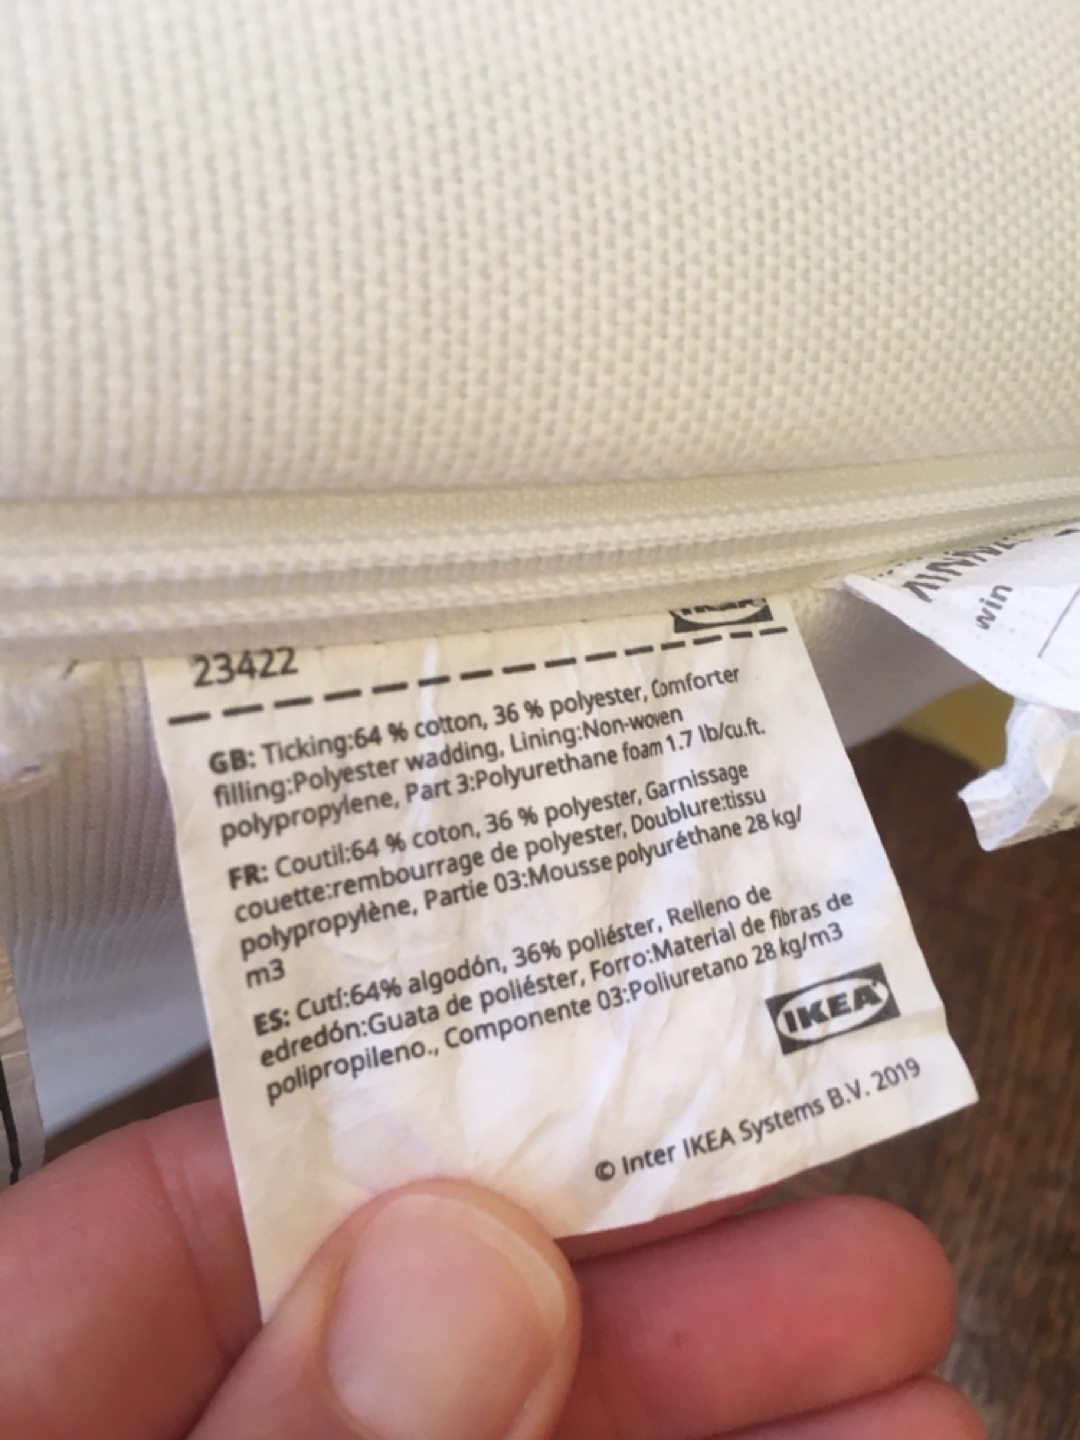 IKEA
win
23422
GB: Ticking:64 % cotton, 36 % polyester, Comforter
filling:Polyester wadding, Lining:Non-woven
polypropylene, Part 3:Polyurethane foam 1.7 lb/cu.ft.
FR: Coutil:64 % coton, 36 % polyester, Garnissage
couette:rembourrage de polyester, Doublure:tissu
polypropylène, Partie 03:Mousse polyuréthane 28 kg/
m3
ES: Cutí:64% algodón, 36% poliéster, Relleno de
edredón:Guata de poliéster, Forro:Material de fibras de
polipropileno., Componente 03:Poliuretano 28 kg/m3
IKEA
© Inter IKEA Systems B.V. 2019